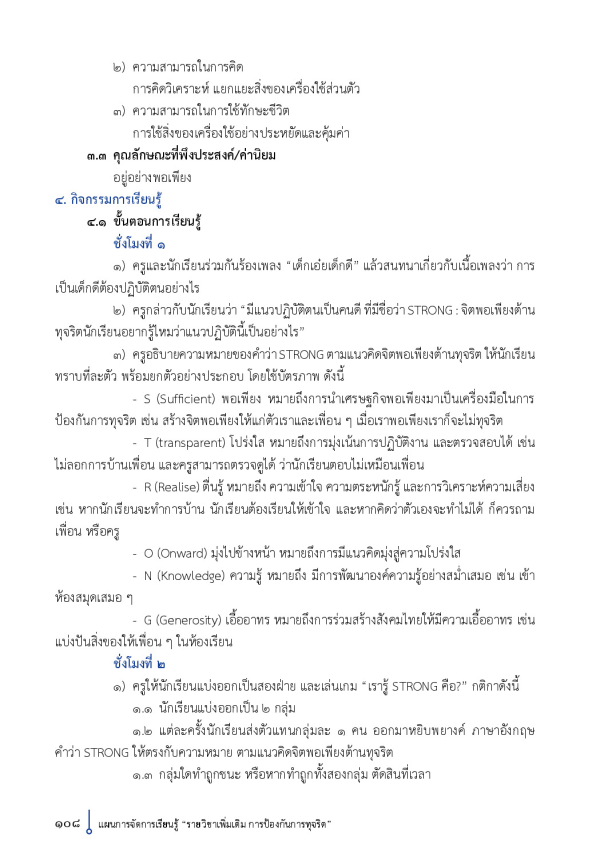 ๒) ความสามารถในการคิด
การคิดวิเคราะห์ แยกแยะสิ่งของเครื่องใช้ส่วนตัว
๓) ความสามารถในการใช้ทักษะชีวิต
การใช้สิ่งของเครื่องใช้อย่างประหยัดและคุ้มค่า
๓.๓ คุณลักษณะที่พึงประสงค์/ค่านิยม
อยู่อย่างพอเพียง
๔. กิจกรรมการเรียนรู้
๔.๑ ขั้นตอนการเรียนรู้
ชั่วโมงที่ ๑
๑) ครูและนักเรียนร่วมกันร้องเพลง “เด็กเอ๋ยเด็กดี” แล้วสนทนาเกี่ยวกับเนื้อเพลงว่า การ
เป็นเด็กดีต้องปฏิบัติตนอย่างไร
๒) ครูกล่าวกับนักเรียนว่า “มีแนวปฏิบัติตนเป็นคนดี ที่มีชื่อว่า STRONG : จิตพอเพียงต้าน
ทุจริตนักเรียนอยากรู้ไหมว่าแนวปฏิบัตินี้เป็นอย่างไร”
๓) ครูอธิบายความหมายของคำว่า STRONG ตามแนวคิดจิตพอเพียงต้านทุจริต ให้นักเรียน
ทราบทีละตัว พร้อมยกตัวอย่างประกอบ โดยใช้บัตรภาพ ดังนี้
- S (Sufficient) พอเพียง หมายถึงการนำเศรษฐกิจพอเพียงมาเป็นเครื่องมือในการ
ป้องกันการทุจริต เช่น สร้างจิตพอเพียงให้แก่ตัวเราและเพื่อน ๆ เมื่อเราพอเพียงเราก็จะไม่ทุจริต
- T (transparent) โปร่งใส หมายถึงการมุ่งเน้นการปฏิบัติงาน และตรวจสอบได้ เช่น
ไม่ลอกการบ้านเพื่อน และครูสามารถตรวจดูได้ ว่านักเรียนตอบไม่เหมือนเพื่อน
- R (Realise) ตื่นรู้ หมายถึง ความเข้าใจ ความตระหนักรู้ และการวิเคราะห์ความเสี่ยง
เช่น หากนักเรียนจะทำการบ้าน นักเรียนต้องเรียนให้เข้าใจ และหากคิดว่าตัวเองจะทำไม่ได้ ก็ควรถาม
เพื่อน หรือครู
- O (Onward) มุ่งไปข้างหน้า หมายถึงการมีแนวคิดมุ่งสู่ความโปร่งใส
- N (Knowledge) ความรู้ หมายถึง มีการพัฒนาองค์ความรู้อย่างสม่ำเสมอ เช่น เข้า
ห้องสมุดเสมอ ๆ
- G (Generosity) เอื้ออาทร หมายถึงการร่วมสร้างสังคมไทยให้มีความเอื้ออาทร เช่น
แบ่งปันสิ่งของให้เพื่อน ๆ ในห้องเรียน
ชั่วโมงที่ ๒
๑) ครูให้นักเรียนแบ่งออกเป็นสองฝ่าย และเล่นเกม “เรารู้ STRONG คือ?” กติกาดังนี้
๑.๑ นักเรียนแบ่งออกเป็น ๒ กลุ่ม
๑.๒ แต่ละครั้งนักเรียนส่งตัวแทนกลุ่มละ ๑ คน ออกมาหยิบพยางค์ ภาษาอังกฤษ
คำว่า STRONG ให้ตรงกับความหมาย ตามแนวคิดจิตพอเพียงต้านทุจริต
๑.๓ กลุ่มใดทำถูกชนะ หรือหากทำถูกทั้งสองกลุ่ม ตัดสินที่เวลา
๑๐๘ แผนการจัดการเรียนรู้ “รายวิชาเพิ่มเติม การป้องกันการทุจริต”